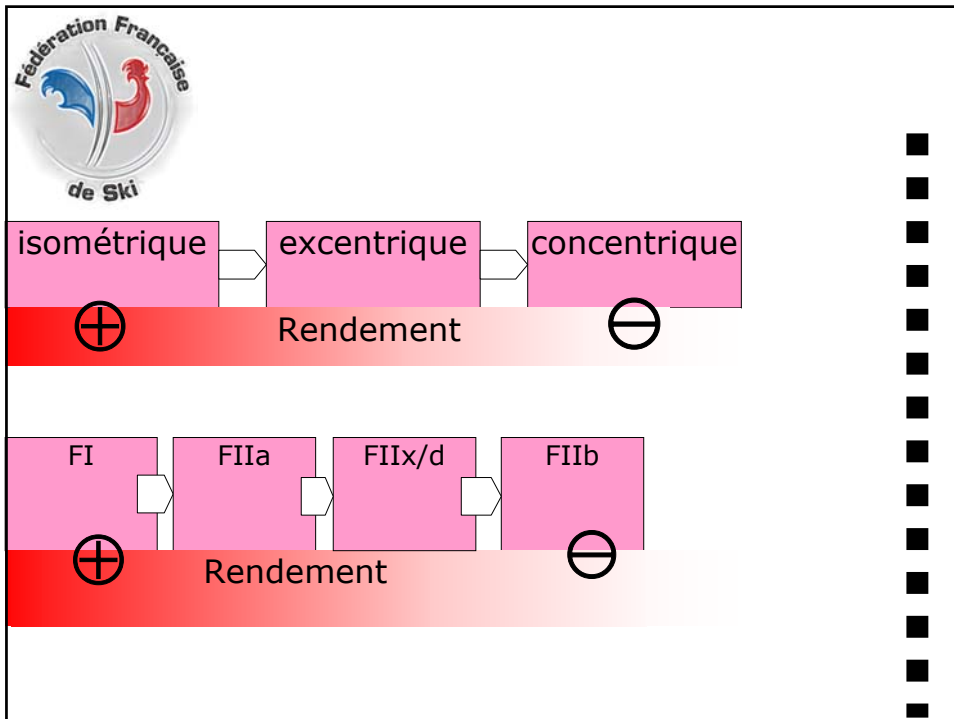 Fédération Française
de Ski
isométrique
excentrique
concentrique
Rendement
FI
FIIa
FIIx/d
FIIb
Rendement